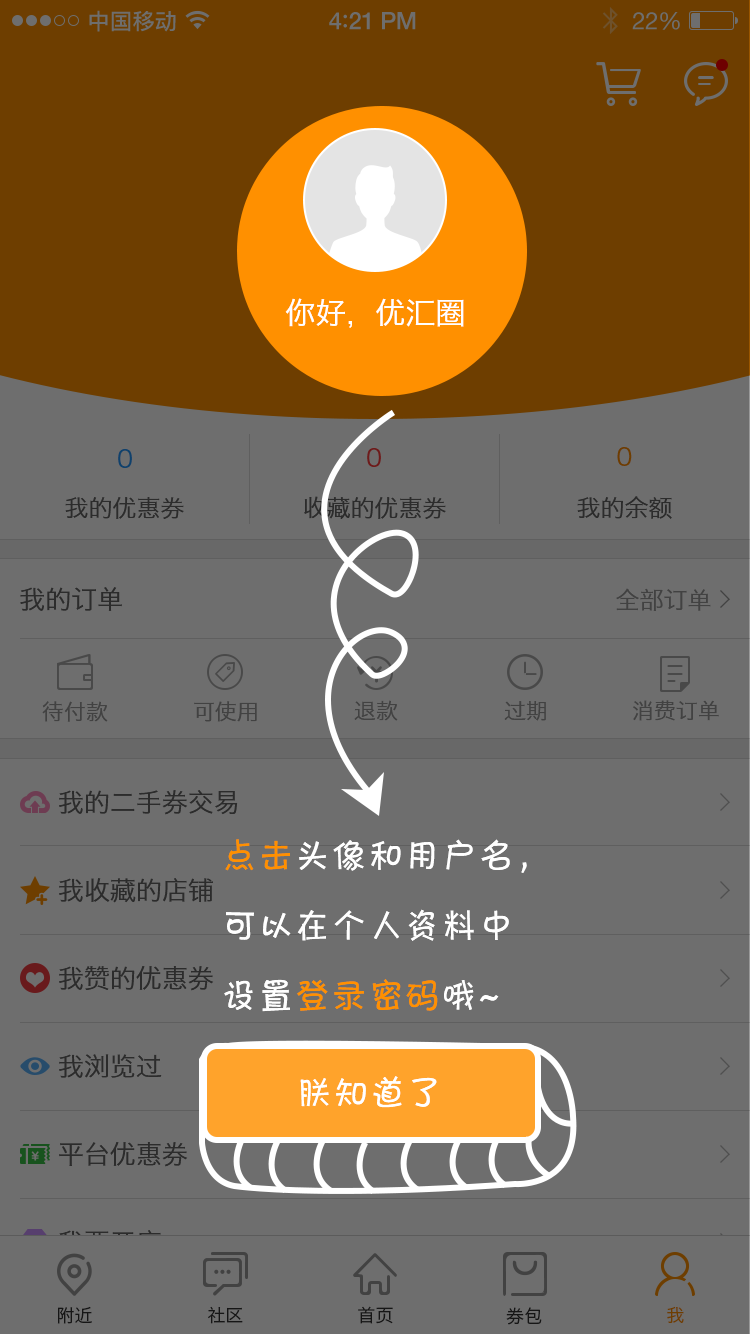 中国移动 4:21 PM 22%
你好，优汇圈
0 0 0
我的优惠券 收藏的优惠券 我的余额
我的订单 全部订单
待付款 可使用 退款 过期 消费订单
我的二手券交易
点击头像和用户名，
我收藏的店铺
可以在个人资料中
我赞的优惠券
设置登录密码哦~
我浏览过
朕知道了
平台优惠券
附近 社区 首页 券包 我